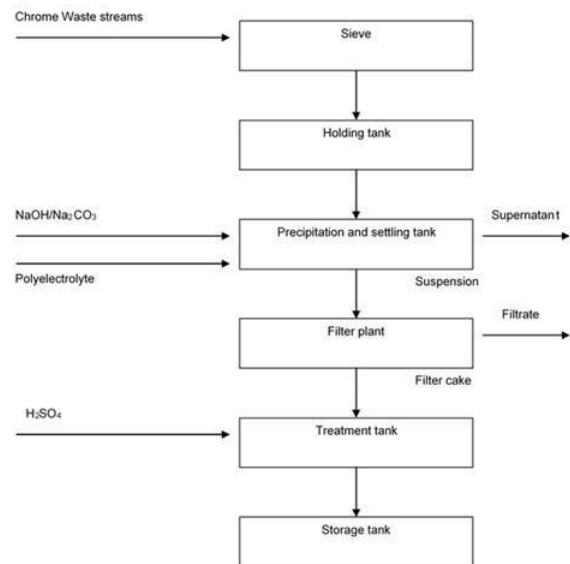 Chrome Waste streams
Sieve
Holding tank
NaOH/Na₂CO₃
Precipitation and settling tank
Supernatant
Polyelectrolyte
Suspension
Filter plant
Filtrate
Filter cake
H₂SO₄
Treatment tank
Storage tank